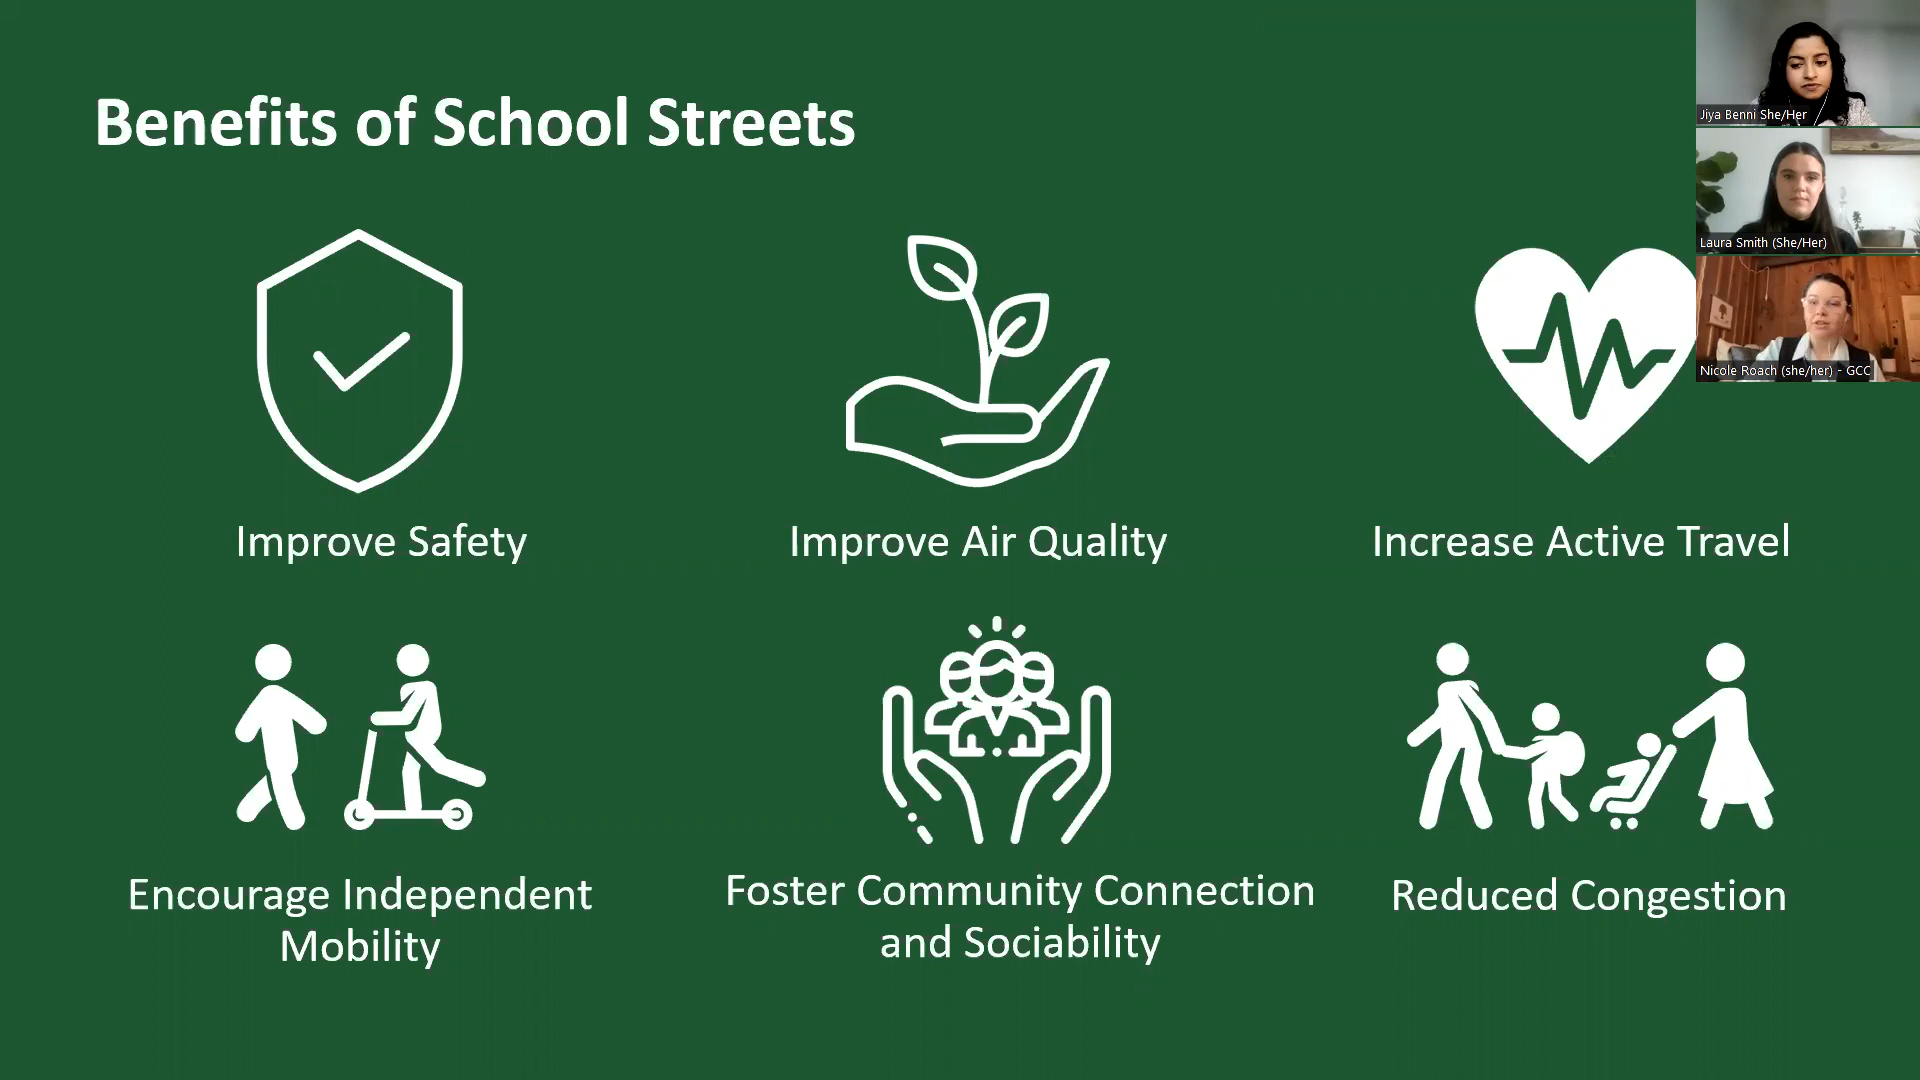 Benefits of School Streets
Jiya Benni She/Her
Laura Smith (She/Her)
Nicole Roach (she/her) - GCC
Improve Safety
Improve Air Quality
Increase Active Travel
Encourage Independent
Mobility
Foster Community Connection
and Sociability
Reduced Congestion